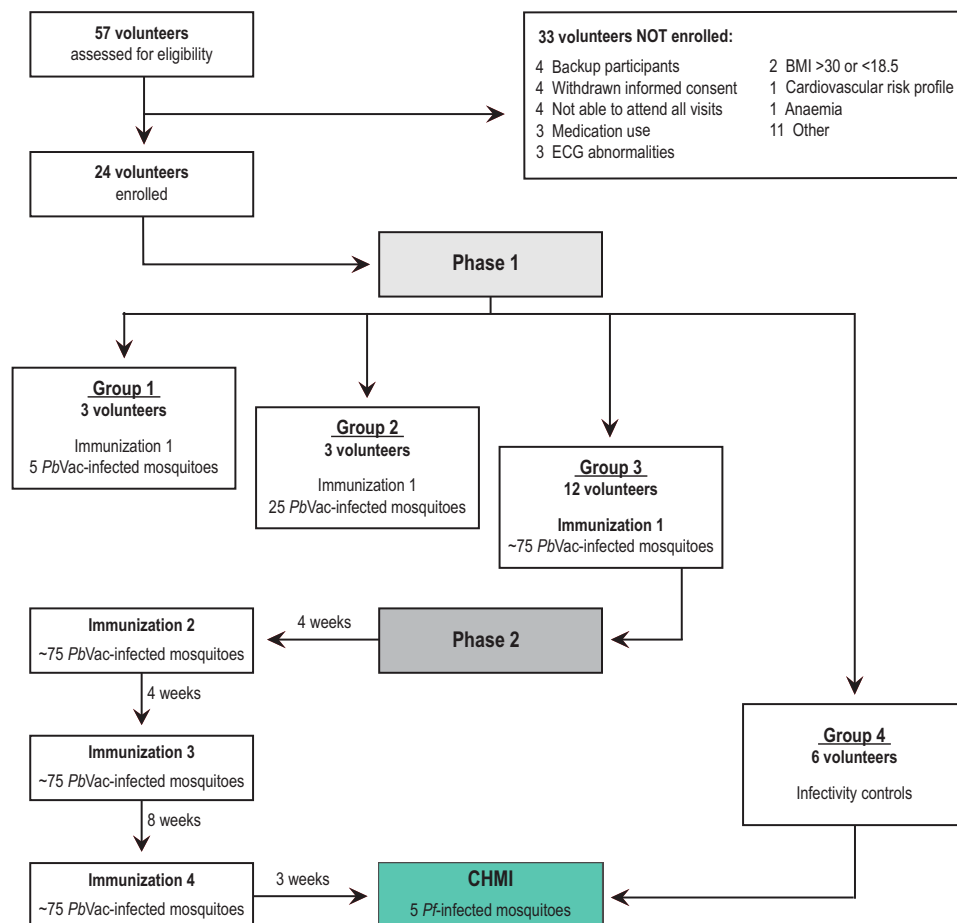 57 volunteers
assessed for eligibility
33 volunteers NOT enrolled:
4 Backup participants
4 Withdrawn informed consent
4 Not able to attend all visits
3 Medication use
3 ECG abnormalities
2 BMI >30 or <18.5
1 Cardiovascular risk profile
1 Anaemia
11 Other
24 volunteers
enrolled
Phase 1
Group 1
3 volunteers
Immunization 1
5 PbVac-infected mosquitoes
Group 2
3 volunteers
Immunization 1
25 PbVac-infected mosquitoes
Group 3
12 volunteers
Immunization 1
~75 PbVac-infected mosquitoes
Phase 2
4 weeks
Immunization 2
~75 PbVac-infected mosquitoes
4 weeks
Immunization 3
~75 PbVac-infected mosquitoes
8 weeks
Immunization 4
~75 PbVac-infected mosquitoes
3 weeks
CHMI
5 Pf-infected mosquitoes
Group 4
6 volunteers
Infectivity controls